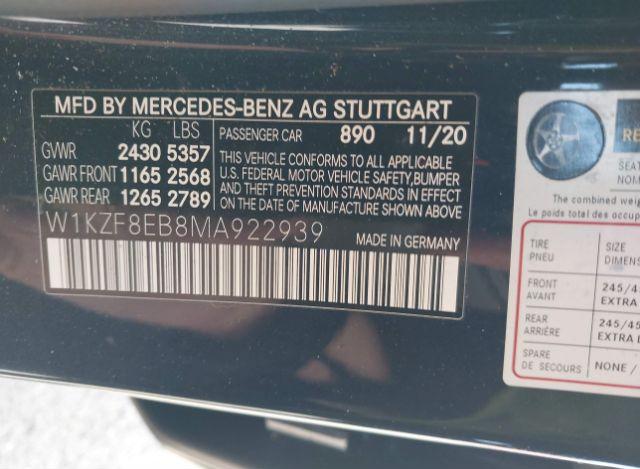 MFD BY MERCEDES-BENZ AG STUTTGART
KG LBS
GVWR 2430 5357
GAWR FRONT 1165 2568
GAWR REAR 1265 2789
PASSENGER CAR 890 11/20
THIS VEHICLE CONFORMS TO ALL APPLICABLE
U.S. FEDERAL MOTOR VEHICLE SAFETY, BUMPER
AND THEFT PREVENTION STANDARDS IN EFFECT
ON THE DATE OF MANUFACTURE SHOWN ABOVE.
W1KZF8EB8MA922939
MADE IN GERMANY
The combined
Le poids total des
TIRE
PNEU
SIZE
FRONT
AVANT
EXTRA
REAR
ARRIÈRE
EXTRA
SPARE
DE SECOURS
NONE /